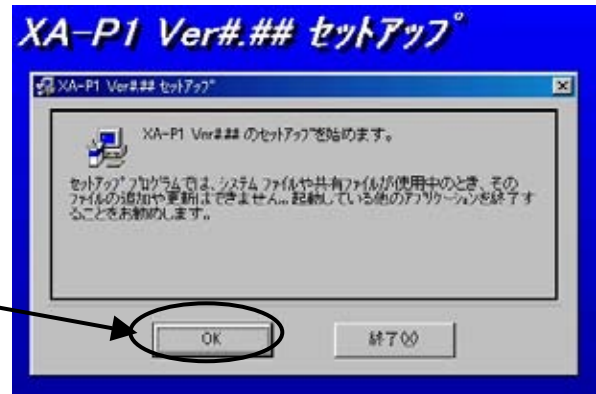 XA-P1 Ver#.## ｾｯﾄｱｯﾌﾟ
XA-P1 Ver#.## ｾｯﾄｱｯﾌﾟ
XA-P1 Ver#.## のｾｯﾄｱｯﾌﾟを始めます。
ｾｯﾄｱｯﾌﾟﾌﾟﾛｸﾞﾗﾑでは、ｼｽﾃﾑ ﾌｧｲﾙや共有ﾌｧｲﾙが使用中のとき、その
ﾌｧｲﾙの追加や更新はできません。起動している他のｱﾌﾟﾘｹｰｼｮﾝを終了す
ることをお勧めします。
OK
終了(X)